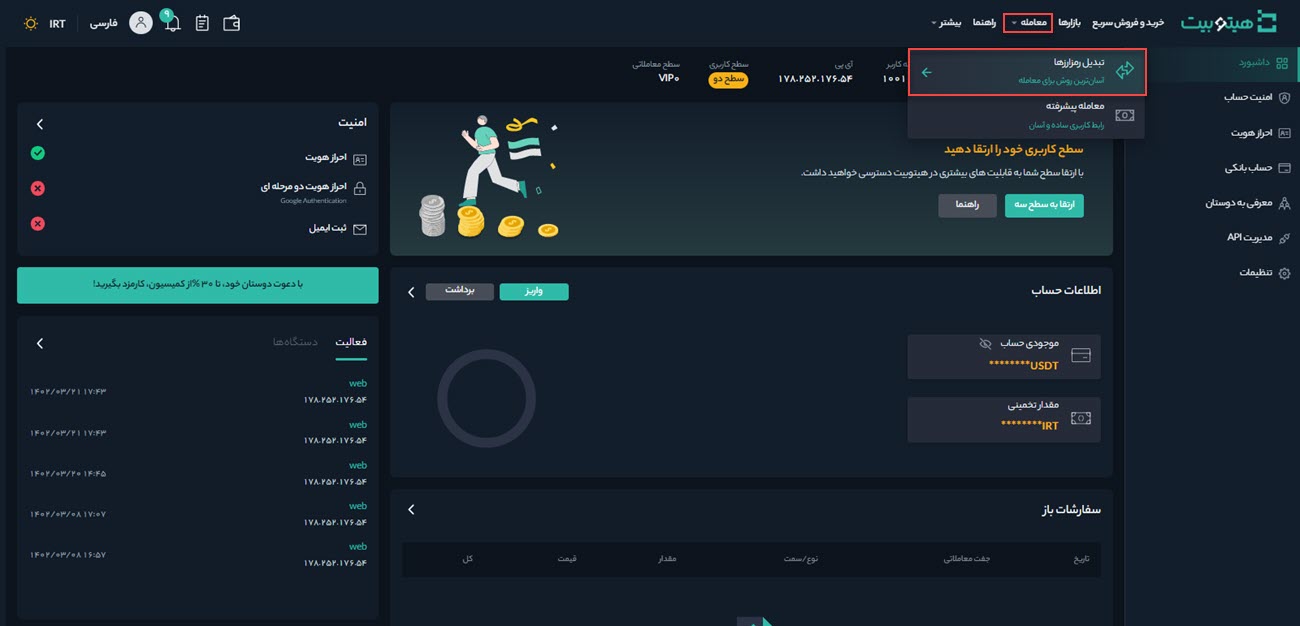 هیتوبیت
خرید و فروش سریع
بازارها
معامله
راهنما
بیشتر
۹
فارسی
IRT
تبدیل رمزارزها
آسان‌ترین روش برای معامله
معامله پیشرفته
رابط کاربری ساده و آسان
داشبورد
امنیت حساب
احراز هویت
حساب بانکی
معرفی به دوستان
مدیریت API
تنظیمات
کاربر
۱۰۰۱
آی پی
۱۷۸.۲۵۲.۱۷۶.۵۴
سطح کاربری
سطح دو
سطح معاملاتی
VIP۰
سطح کاربری خود را ارتقا دهید
با ارتقا سطح شما به قابلیت های بیشتری در هیتوبیت دسترسی خواهید داشت.
ارتقا به سطح سه
راهنما
اطلاعات حساب
واریز
برداشت
موجودی حساب
********USDT
مقدار تخمینی
********IRT
سفارشات باز
تاریخ
جفت معاملاتی
نوع/سمت
مقدار
قیمت
کل
امنیت
احراز هویت
احراز هویت دو مرحله ای
Google Authentication
ثبت ایمیل
با دعوت دوستان خود، تا ۳۰ %از کمیسیون، کارمزد بگیرید!
فعالیت
دستگاه‌ها
web
۱۷۸.۲۵۲.۱۷۶.۵۴
۱۴۰۲/۰۳/۲۱ ۱۷:۴۳
web
۱۷۸.۲۵۲.۱۷۶.۵۴
۱۴۰۲/۰۳/۲۱ ۱۷:۴۳
web
۱۷۸.۲۵۲.۱۷۶.۵۴
۱۴۰۲/۰۳/۲۰ ۱۴:۴۵
web
۱۷۸.۲۵۲.۱۷۶.۵۴
۱۴۰۲/۰۳/۰۸ ۱۷:۰۷
web
۱۷۸.۲۵۲.۱۷۶.۵۴
۱۴۰۲/۰۳/۰۸ ۱۶:۵۷